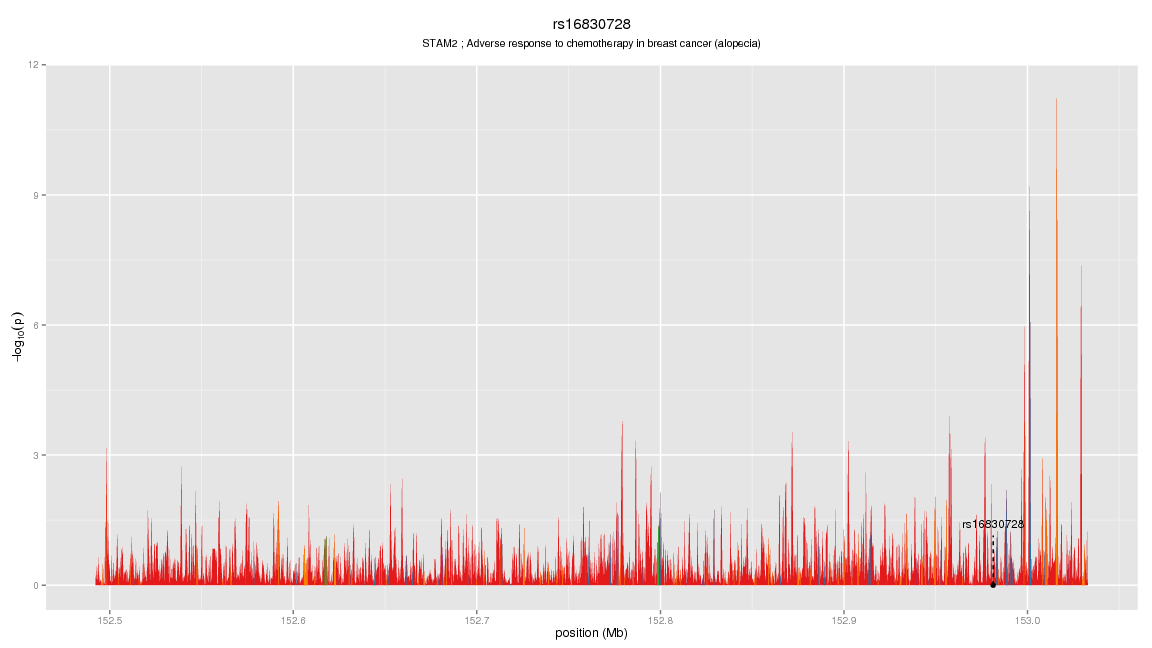 rs16830728
STAM2 ; Adverse response to chemotherapy in breast cancer (alopecia)
12
9
6
3
0
−log10(p)
rs16830728
152.5 152.6 152.7 152.8 152.9 153.0
position (Mb)